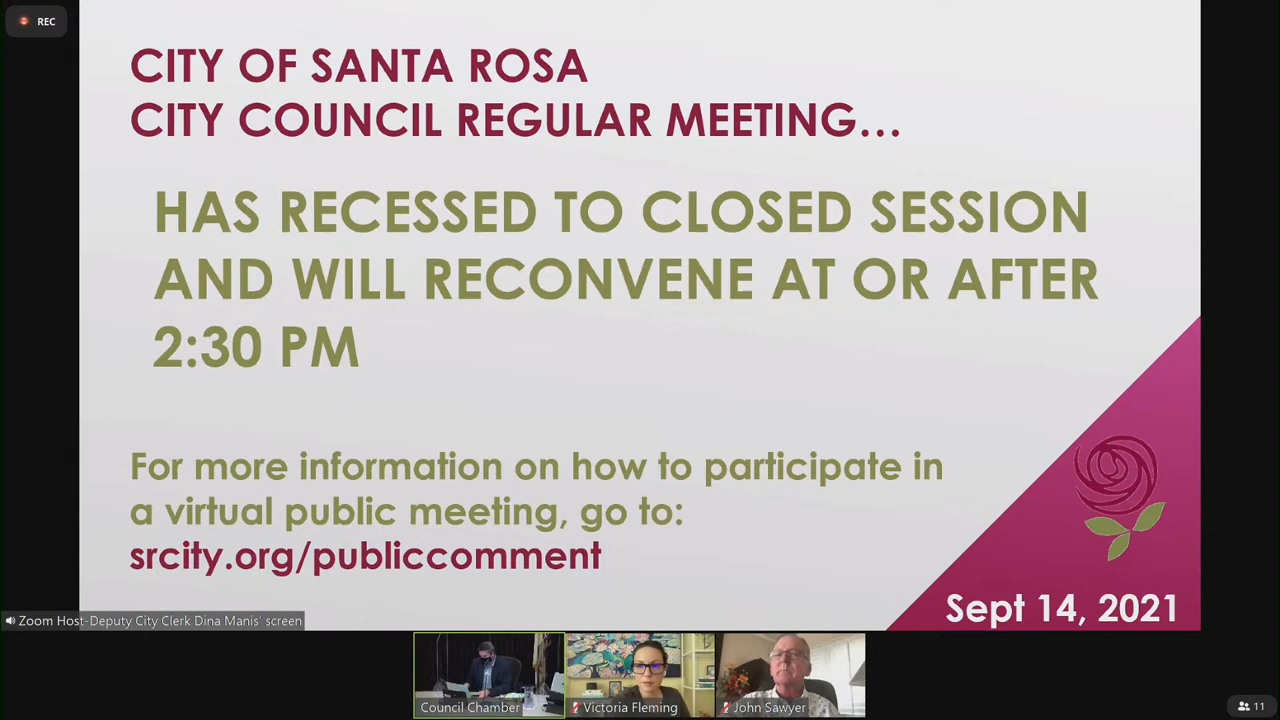 REC
CITY OF SANTA ROSA
CITY COUNCIL REGULAR MEETING...
HAS RECESSED TO CLOSED SESSION
AND WILL RECONVENE AT OR AFTER
2:30 PM
For more information on how to participate in
a virtual public meeting, go to:
srcity.org/publiccomment
Sept 14, 2021
Zoom Host-Deputy City Clerk Dina Manis' screen
Council Chamber
Victoria Fleming
John Sawyer
11